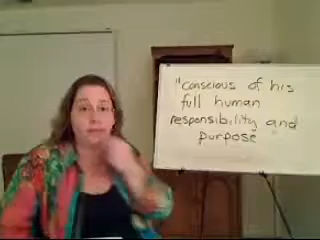 "conscious of his
full human
responsibility and
purpose"